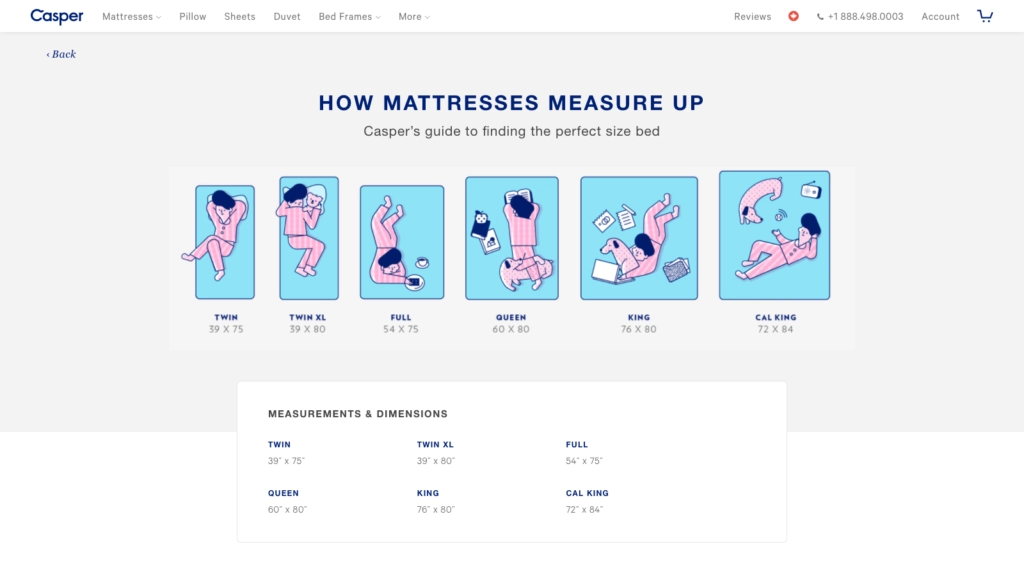 Casper Mattresses Pillow Sheets Duvet Bed Frames More Reviews +1 888.498.0003 Account
‹ Back
HOW MATTRESSES MEASURE UP
Casper's guide to finding the perfect size bed
TWIN TWIN XL FULL QUEEN KING CAL KING
39 X 75 39 X 80 54 X 75 60 X 80 76 X 80 72 X 84
MEASUREMENTS & DIMENSIONS
TWIN TWIN XL FULL
39" x 75" 39" x 80" 54" x 75"
QUEEN KING CAL KING
60" x 80" 76" x 80" 72" x 84"